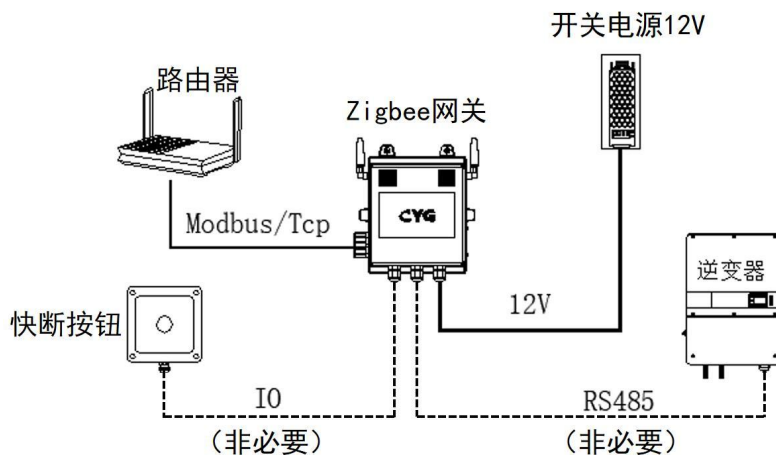 开关电源12V
路由器
Zigbee网关
CYG
Modbus/Tcp
逆变器
快断按钮
12V
IO
RS485
（非必要）
（非必要）